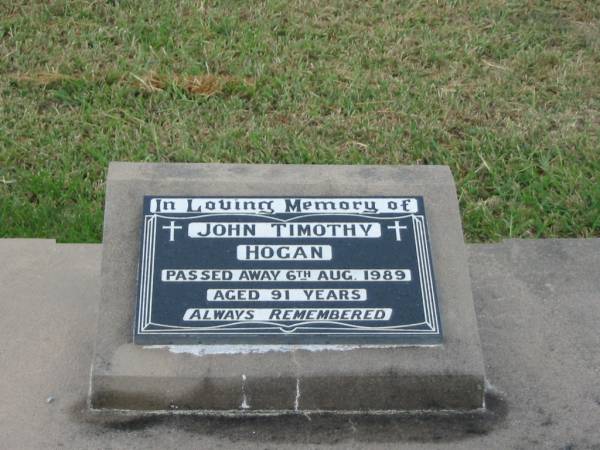 In Loving Memory of
JOHN TIMOTHY
HOGAN
PASSED AWAY 6TH AUG. 1989
AGED 91 YEARS
ALWAYS REMEMBERED